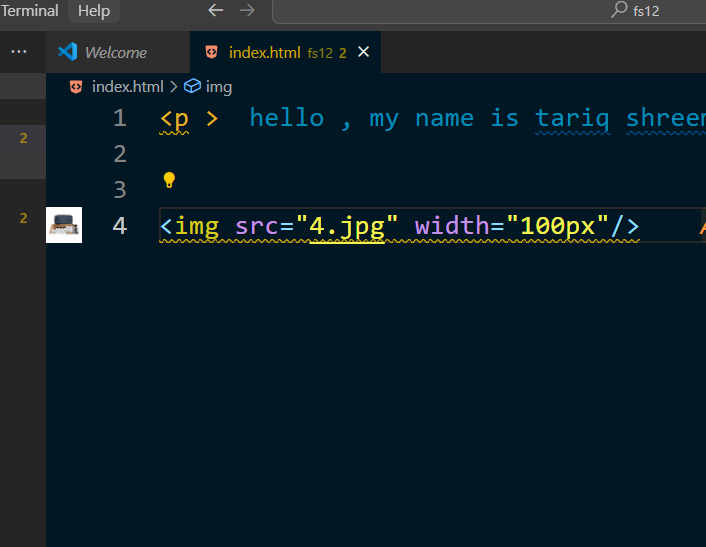 Terminal Help ← → fs12
··· Welcome index.html fs12 2 ×
index.html > img
1 <p > hello , my name is tariq
2 2
3
2 4 <img src="4.jpg" width="100px"/>